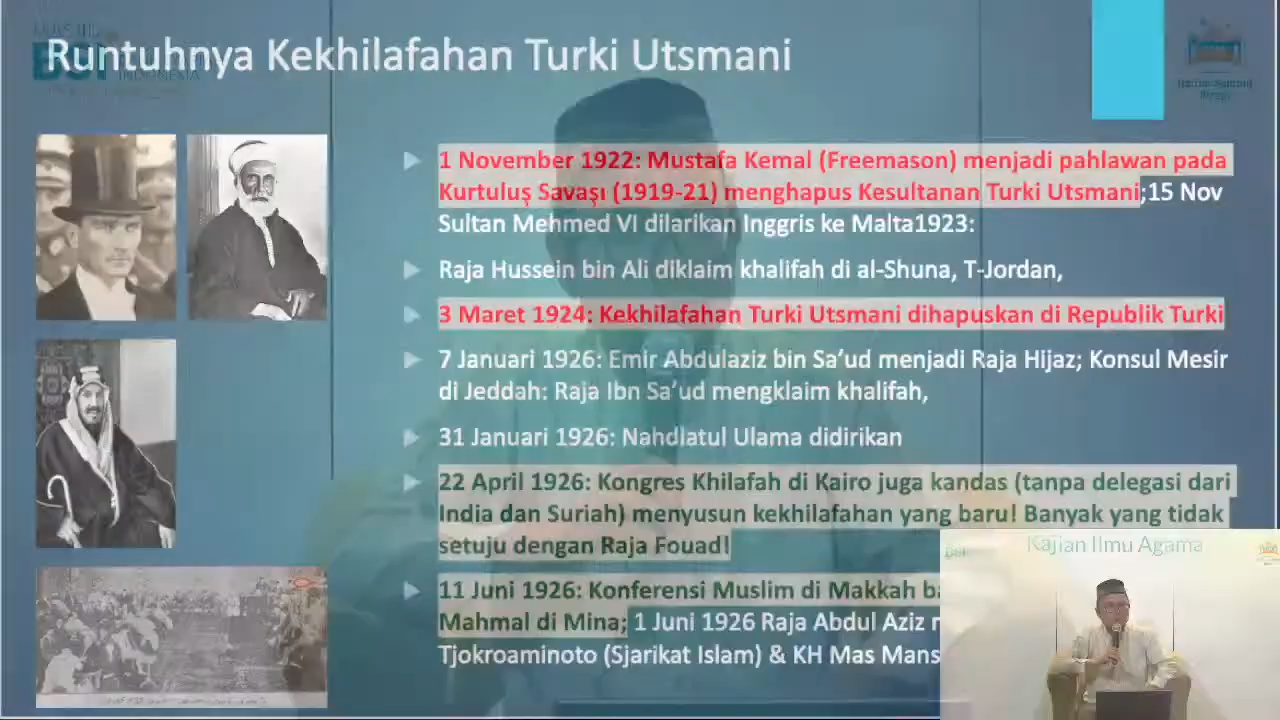 Runtuhnya Kekhilafahan Turki Utsmani
1 November 1922: Mustafa Kemal (Freemason) menjadi pahlawan pada
Kurtuluş Savaşı (1919-21) menghapus Kesultanan Turki Utsmani;15 Nov
Sultan Mehmed VI dilarikan Inggris ke Malta1923:
Raja Hussein bin Ali diklaim khalifah di al-Shuna, T-Jordan,
3 Maret 1924: Kekhilafahan Turki Utsmani dihapuskan di Republik Turki
7 Januari 1926: Emir Abdulaziz bin Sa’ud menjadi Raja Hijaz; Konsul Mesir
di Jeddah: Raja Ibn Sa’ud mengklaim khalifah,
31 Januari 1926: Nahdlatul Ulama didirikan
22 April 1926: Kongres Khilafah di Kairo juga kandas (tanpa delegasi dari
India dan Suriah) menyusun kekhilafahan yang baru! Banyak yang tidak
setuju dengan Raja Fouad!
11 Juni 1926: Konferensi Muslim di Makkah
Mahmal di Mina; 1 Juni 1926 Raja Abdul Aziz
Tjokroaminoto (Sjarikat Islam) & KH Mas Mans
BSI
INDONESIA
Kajian Ilmu Agama